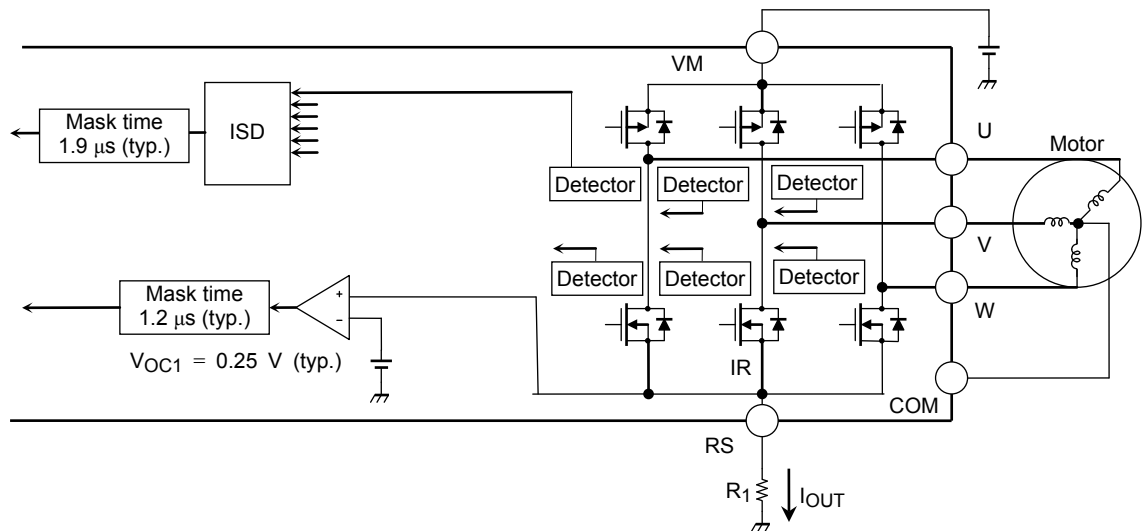 VM
U
Mask time
1.9 μs (typ.)
ISD
Motor
Detector
Detector
Detector
V
Detector
Detector
Detector
Mask time
1.2 μs (typ.)
+
−
W
VOC1 = 0.25 V (typ.)
IR
COM
RS
R1
IOUT